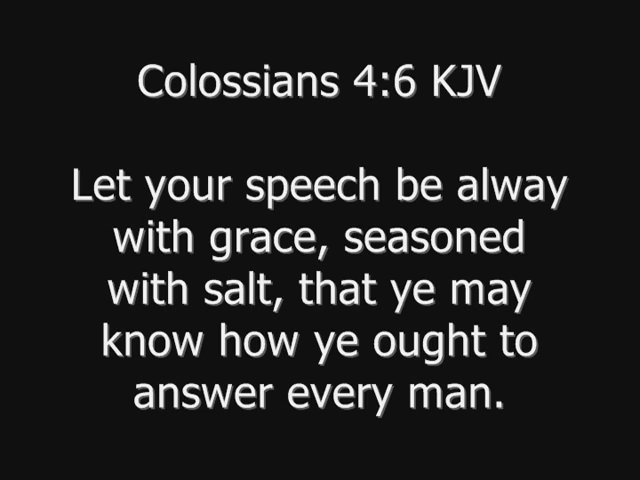 Colossians 4:6 KJV
Let your speech be alway
with grace, seasoned
with salt, that ye may
know how ye ought to
answer every man.